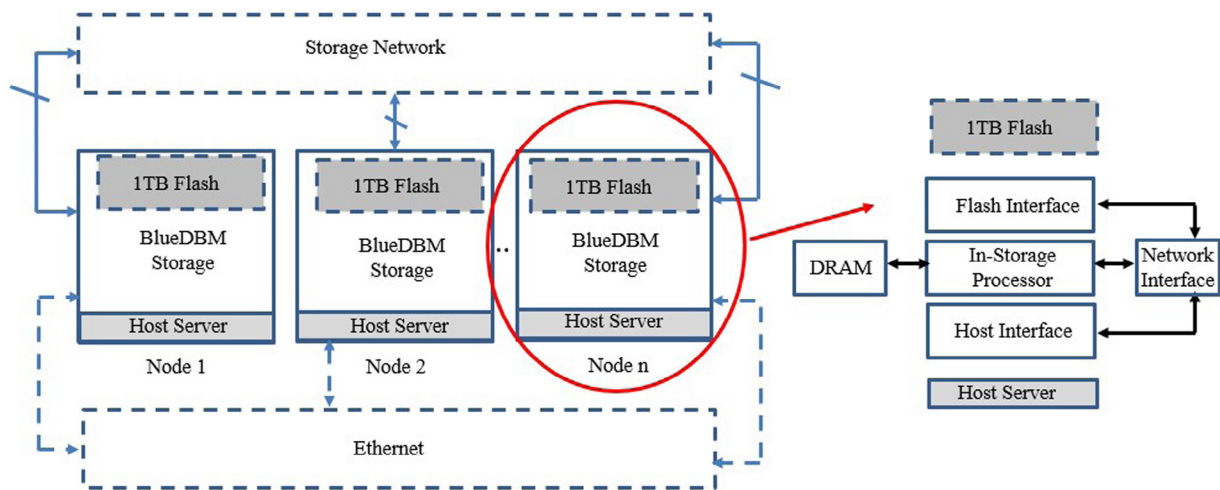 Storage Network
1TB Flash
BlueDBM
Storage
Host Server
Node 1
1TB Flash
BlueDBM
Storage
Host Server
Node 2
..
1TB Flash
BlueDBM
Storage
Host Server
Node n
Ethernet
1TB Flash
Flash Interface
DRAM
In-Storage
Processor
Network
Interface
Host Interface
Host Server